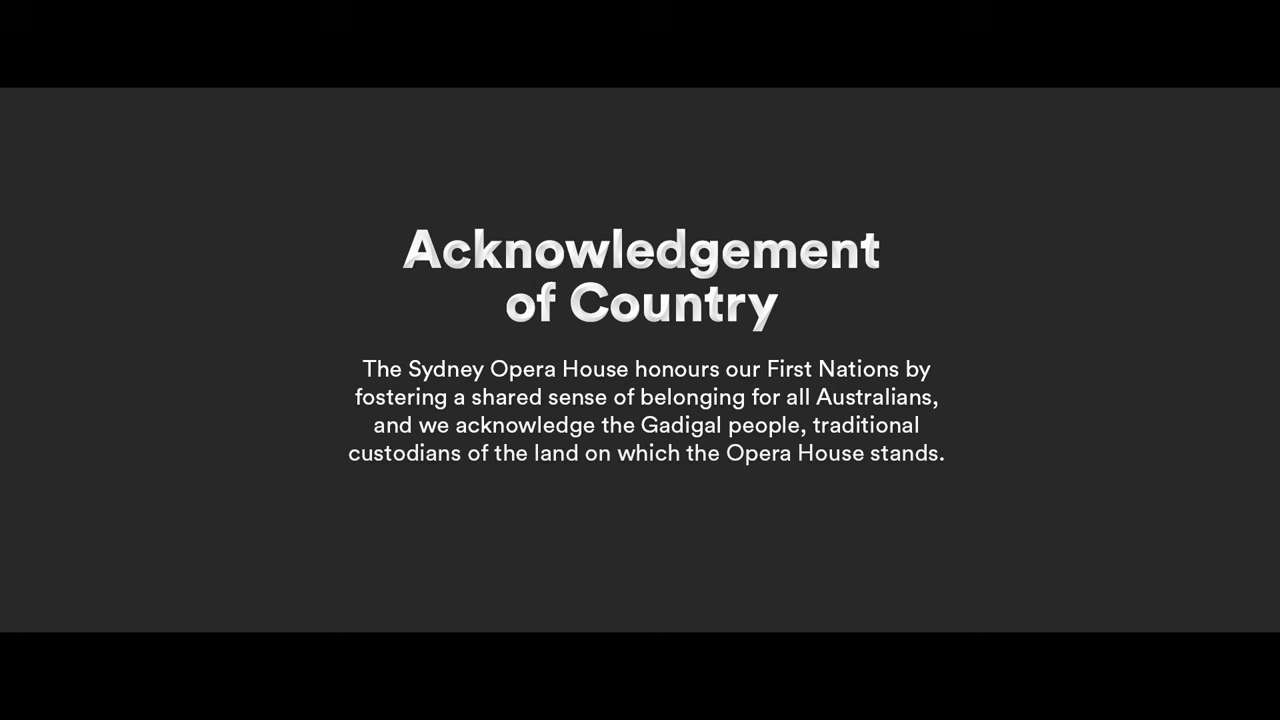 Acknowledgement
of Country
The Sydney Opera House honours our First Nations by
fostering a shared sense of belonging for all Australians,
and we acknowledge the Gadigal people, traditional
custodians of the land on which the Opera House stands.